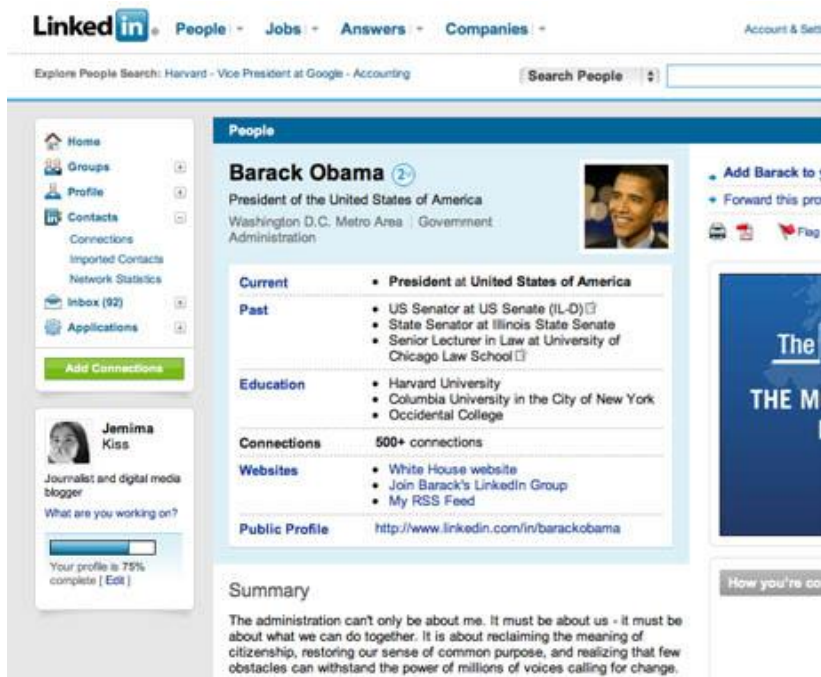 Linked in
People Jobs Answers Companies
Account & Sett
Explore People Search: Harvard - Vice President at Google - Accounting
Search People
Home
Groups
Profile
Contacts
Connections
Imported Contacts
Network Statistics
Inbox (92)
Applications
Add Connections
Jemima
Kiss
Journalist and digital media
blogger
What are you working on?
Your profile is 75%
complete [ Edit ]
People
Barack Obama 2nd
President of the United States of America
Washington D.C. Metro Area | Government
Administration
Current
• President at United States of America
Past
• US Senator at US Senate (IL-D)
• State Senator at Illinois State Senate
• Senior Lecturer in Law at University of
Chicago Law School
Education
• Harvard University
• Columbia University in the City of New York
• Occidental College
Connections
500+ connections
Websites
• White House website
• Join Barack's LinkedIn Group
• My RSS Feed
Public Profile
http://www.linkedin.com/in/barackobama
Summary
The administration can't only be about me. It must be about us - it must be
about what we can do together. It is about reclaiming the meaning of
citizenship, restoring our sense of common purpose, and realizing that few
obstacles can withstand the power of millions of voices calling for change.
Add Barack to y
Forward this pro
Flag
The
THE M
How you're co